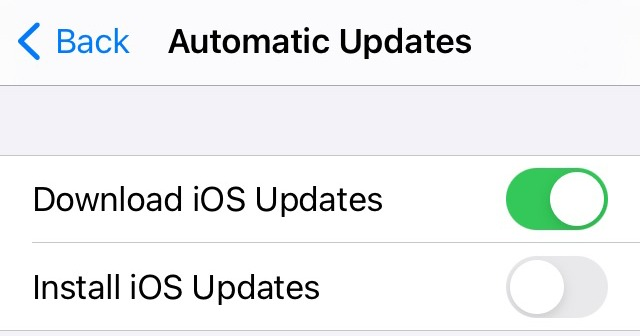 Back Automatic Updates
Download iOS Updates
Install iOS Updates